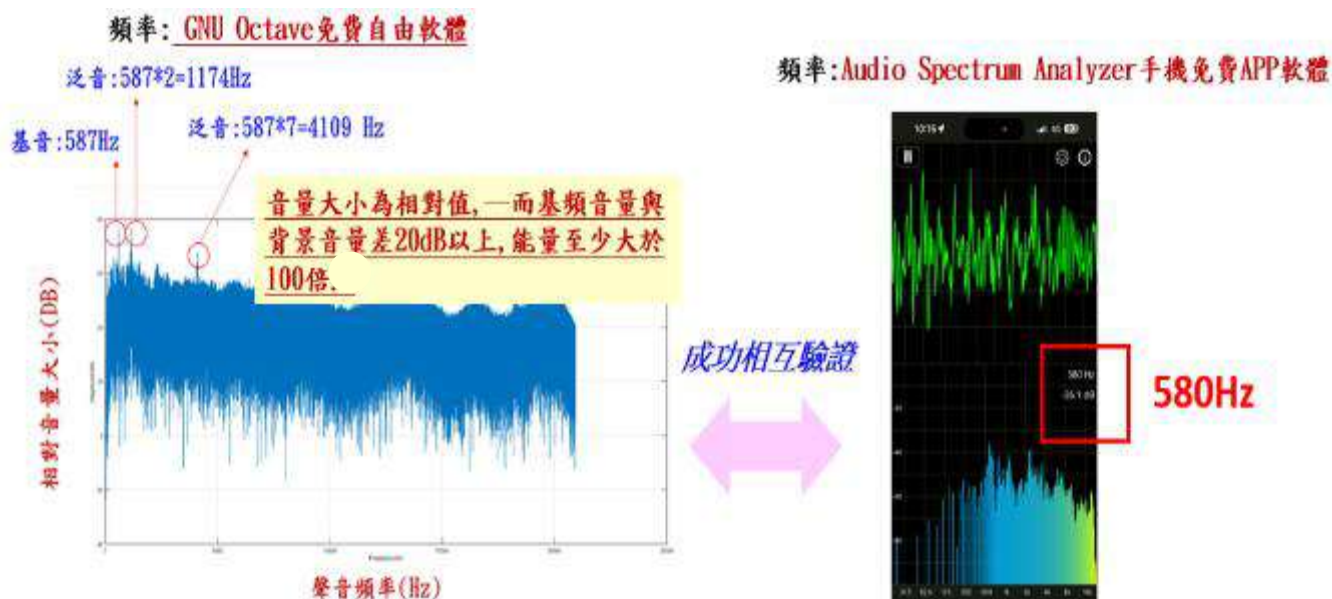 頻率: GNU Octave免費自由軟體
泛音:587*2=1174Hz
泛音:587*7=4109 Hz
基音:587Hz
音量大小為相對值,一而基頻音量與
背景音量差20dB以上,能量至少大於
100倍.
相對音量大小(DB)
聲音頻率(Hz)
成功相互驗證
頻率:Audio Spectrum Analyzer手機免費APP軟體
10:15
580 Hz
580Hz